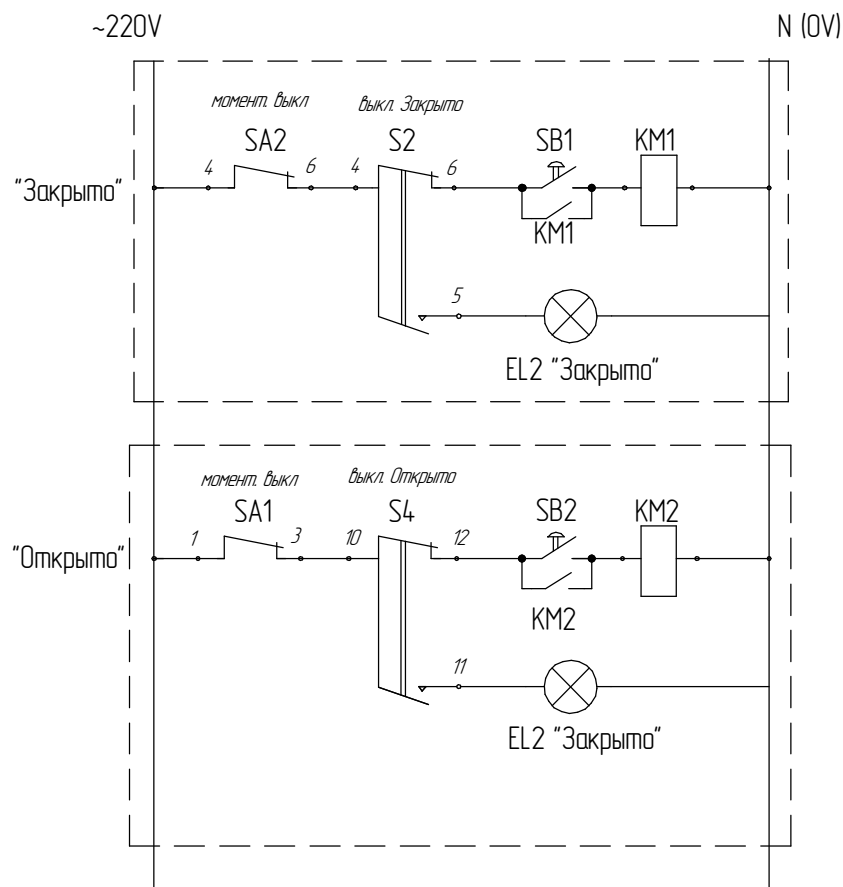 ~220V N (0V)
момент. выкл выкл. Закрыто
SA2 S2 SB1 KM1
4 6 4 6
"Закрыто"
KM1
5
EL2 "Закрыто"
момент. выкл выкл. Открыто
SA1 S4 SB2 KM2
1 3 10 12
"Открыто"
KM2
11
EL2 "Закрыто"